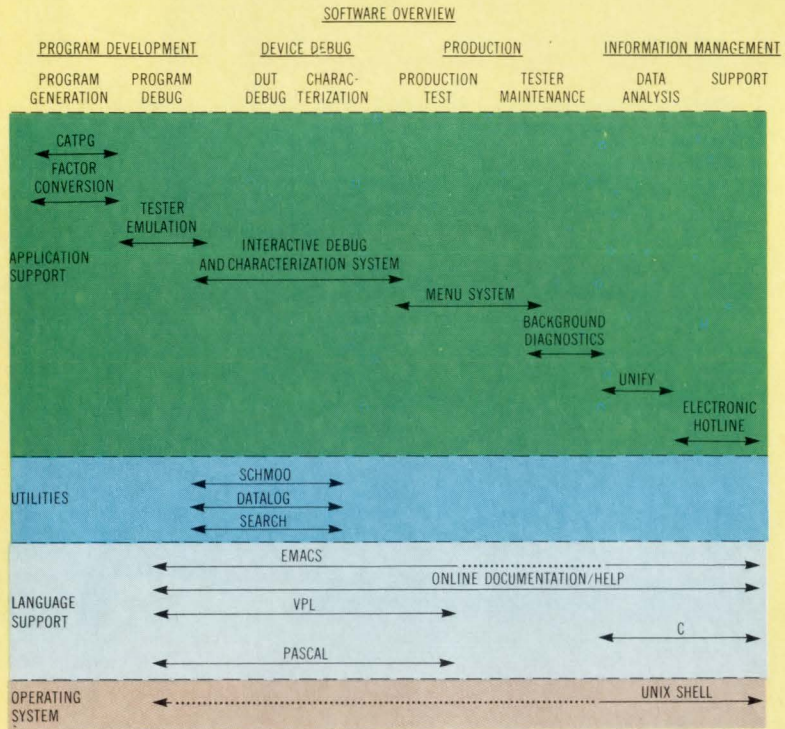 SOFTWARE OVERVIEW
PROGRAM DEVELOPMENT DEVICE DEBUG PRODUCTION INFORMATION MANAGEMENT
PROGRAM PROGRAM DUT CHARAC- PRODUCTION TESTER DATA SUPPORT
GENERATION DEBUG DEBUG TERIZATION TEST MAINTENANCE ANALYSIS
CATPG
FACTOR
CONVERSION
TESTER
EMULATION
APPLICATION
SUPPORT
INTERACTIVE DEBUG
AND CHARACTERIZATION SYSTEM
MENU SYSTEM
BACKGROUND
DIAGNOSTICS
UNIFY
ELECTRONIC
HOTLINE
UTILITIES
SCHMOO
DATALOG
SEARCH
LANGUAGE
SUPPORT
EMACS
ONLINE DOCUMENTATION/HELP
VPL
C
PASCAL
OPERATING
SYSTEM
UNIX SHELL